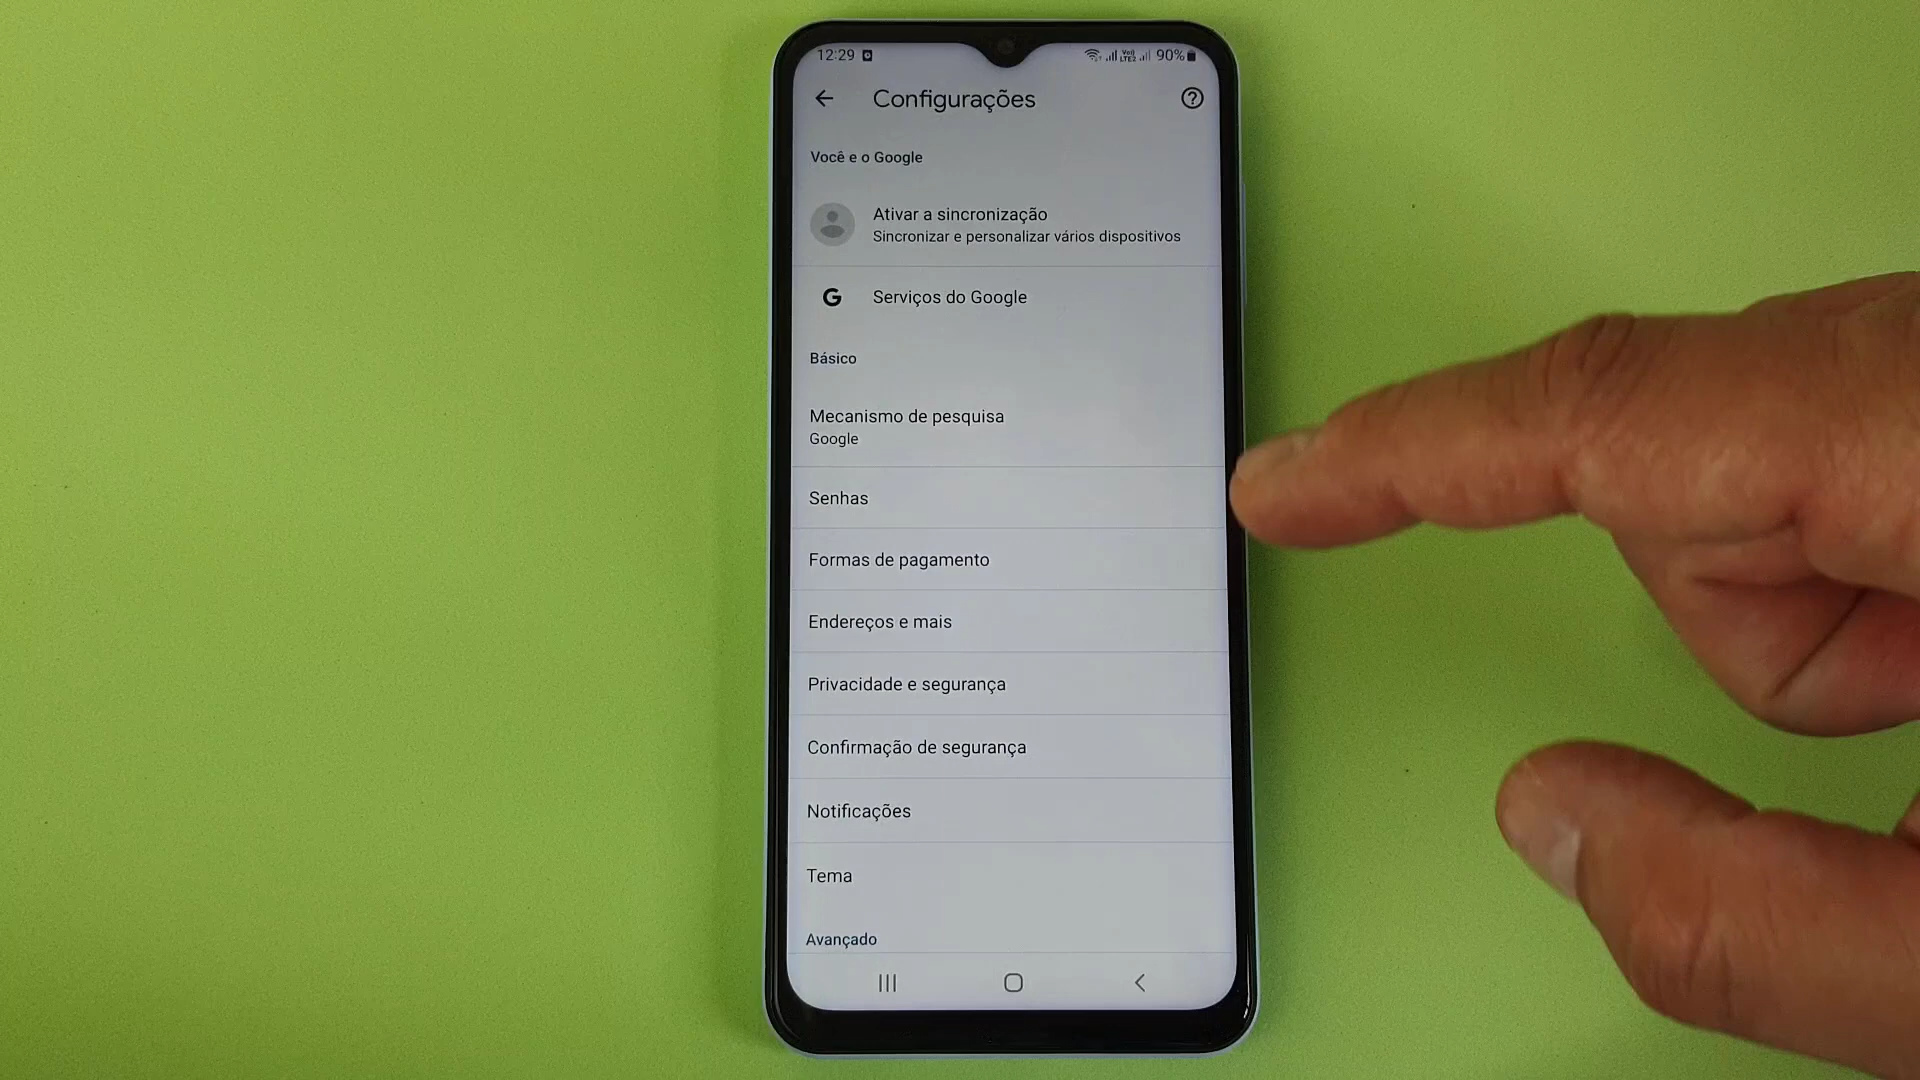 12:29 90%
Configurações
Você e o Google
Ativar a sincronização
Sincronizar e personalizar vários dispositivos
G Serviços do Google
Básico
Mecanismo de pesquisa
Google
Senhas
Formas de pagamento
Endereços e mais
Privacidade e segurança
Confirmação de segurança
Notificações
Tema
Avançado